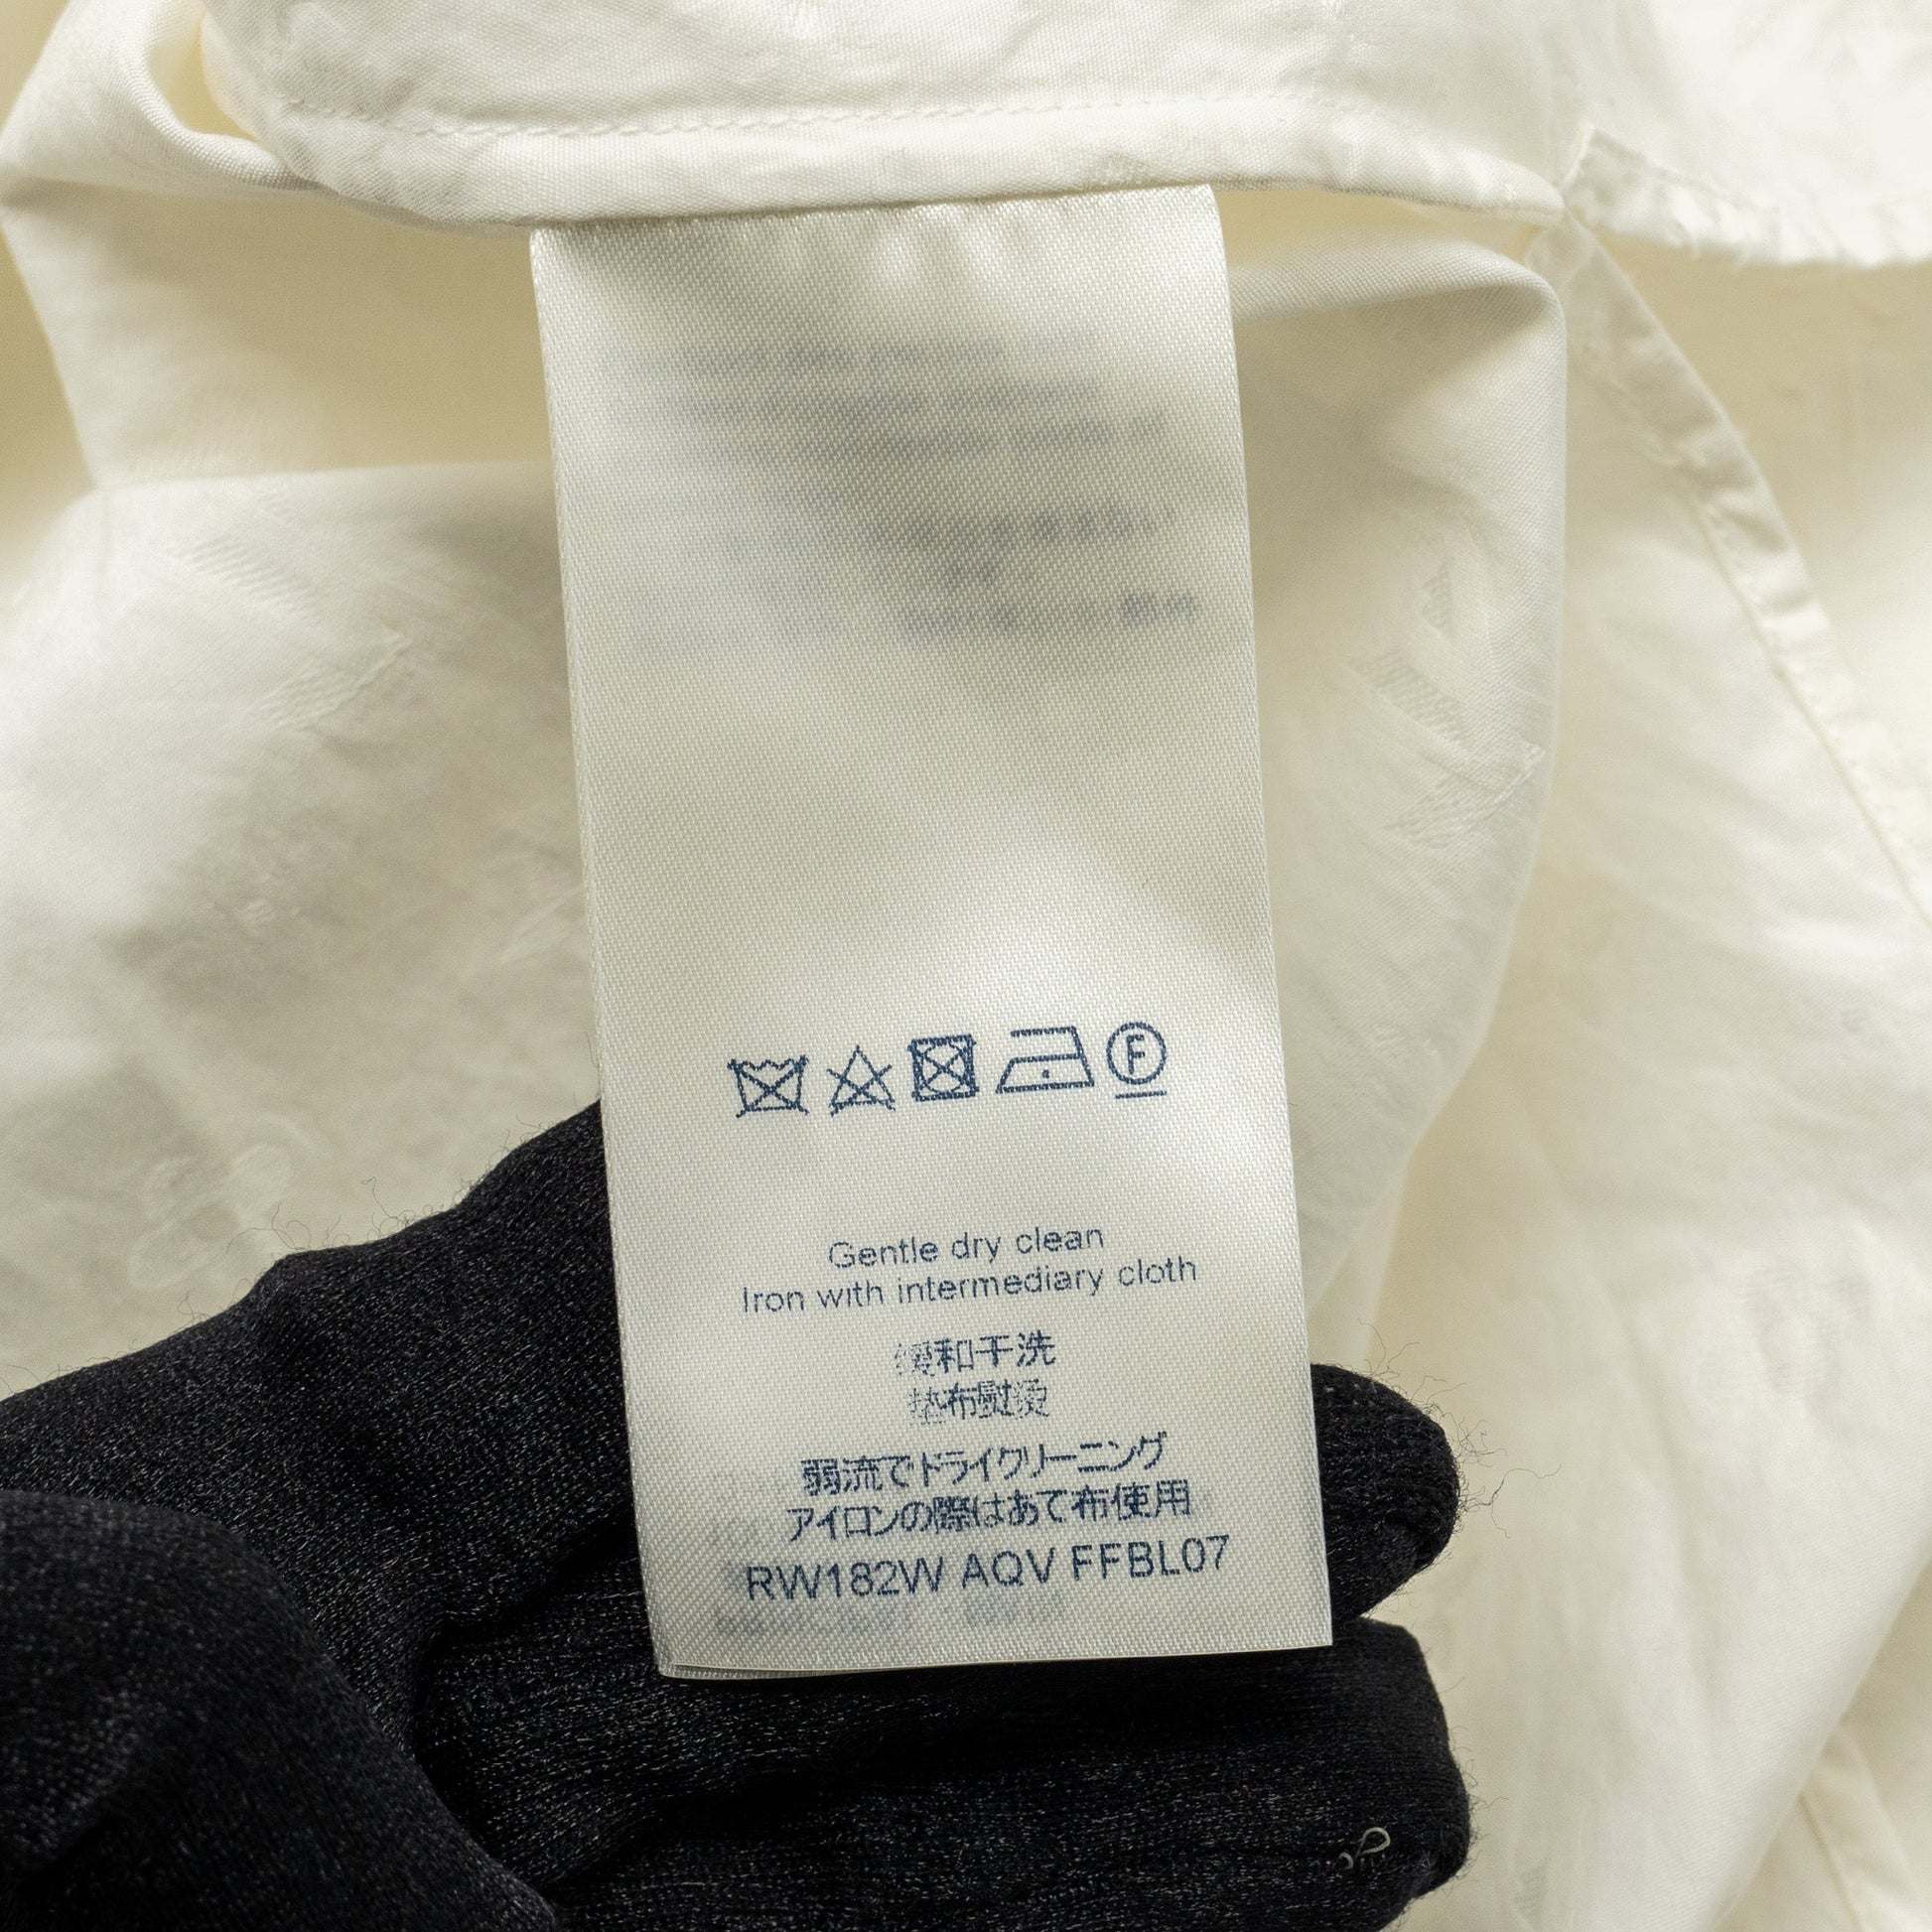 F
Gentle dry clean
Iron with intermediary cloth
缓和干洗
垫布熨烫
弱流でドライクリーニング
アイロンの際はあて布使用
RW182W AQV FFBL07